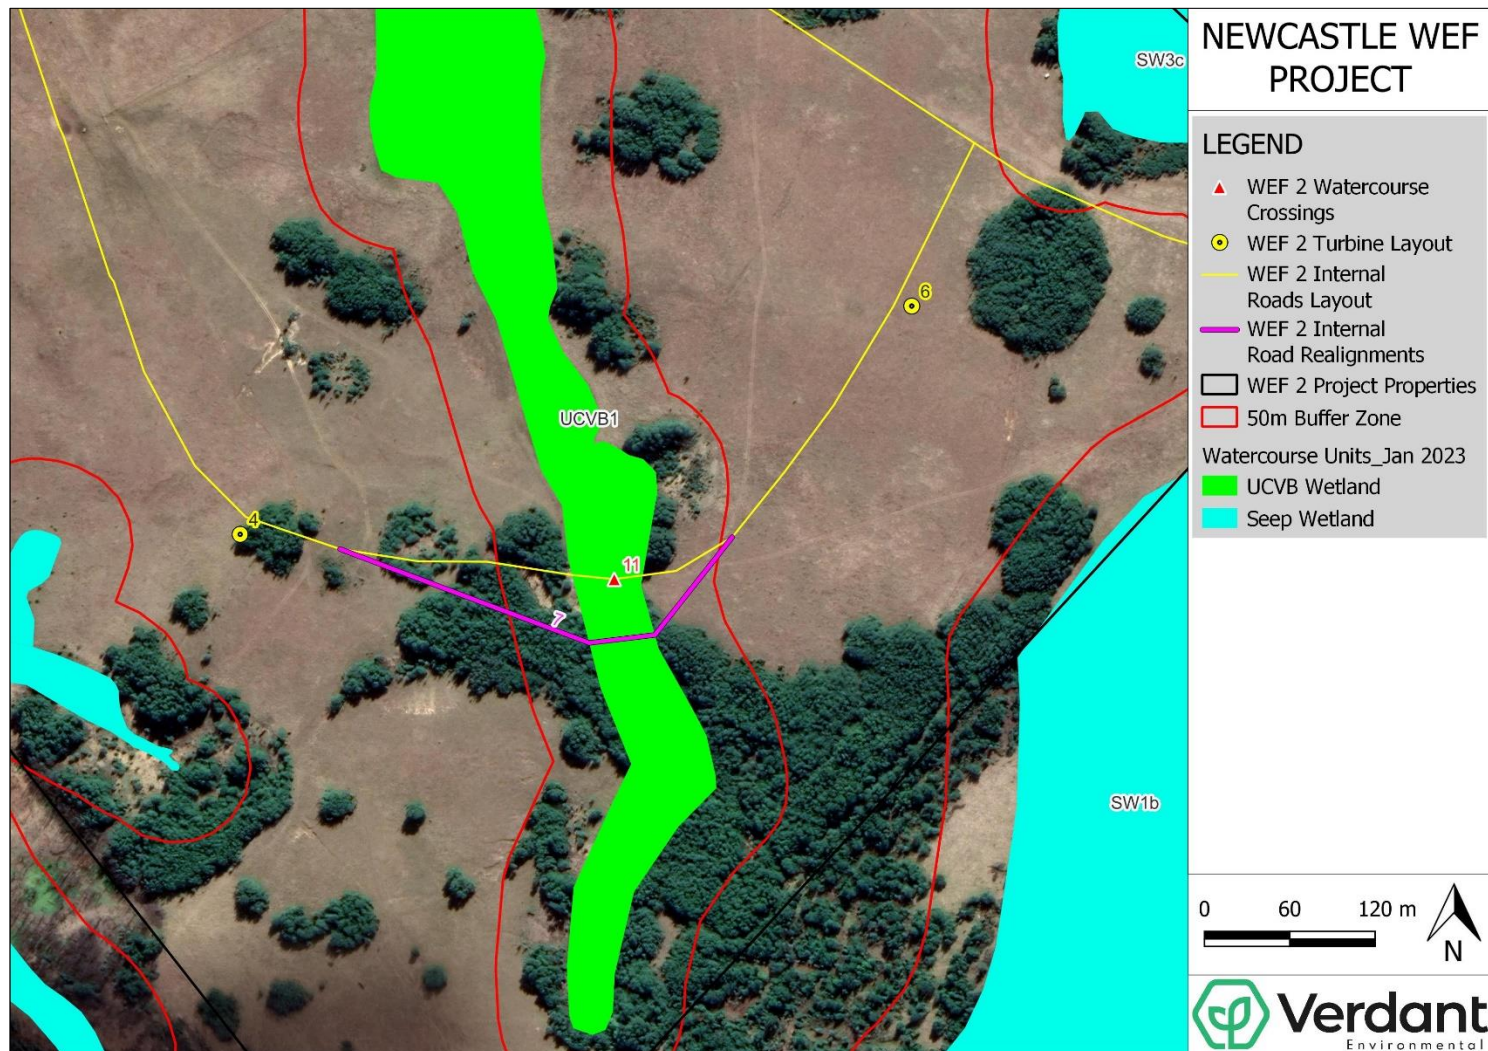 NEWCASTLE WEF
PROJECT
LEGEND
WEF 2 Watercourse
Crossings
WEF 2 Turbine Layout
WEF 2 Internal
Roads Layout
WEF 2 Internal
Road Realignments
WEF 2 Project Properties
50m Buffer Zone
Watercourse Units_Jan 2023
UCVB Wetland
Seep Wetland
SW3c
6
UCVB1
4
11
7
SW1b
0 60 120 m
N
Verdant
Environmental